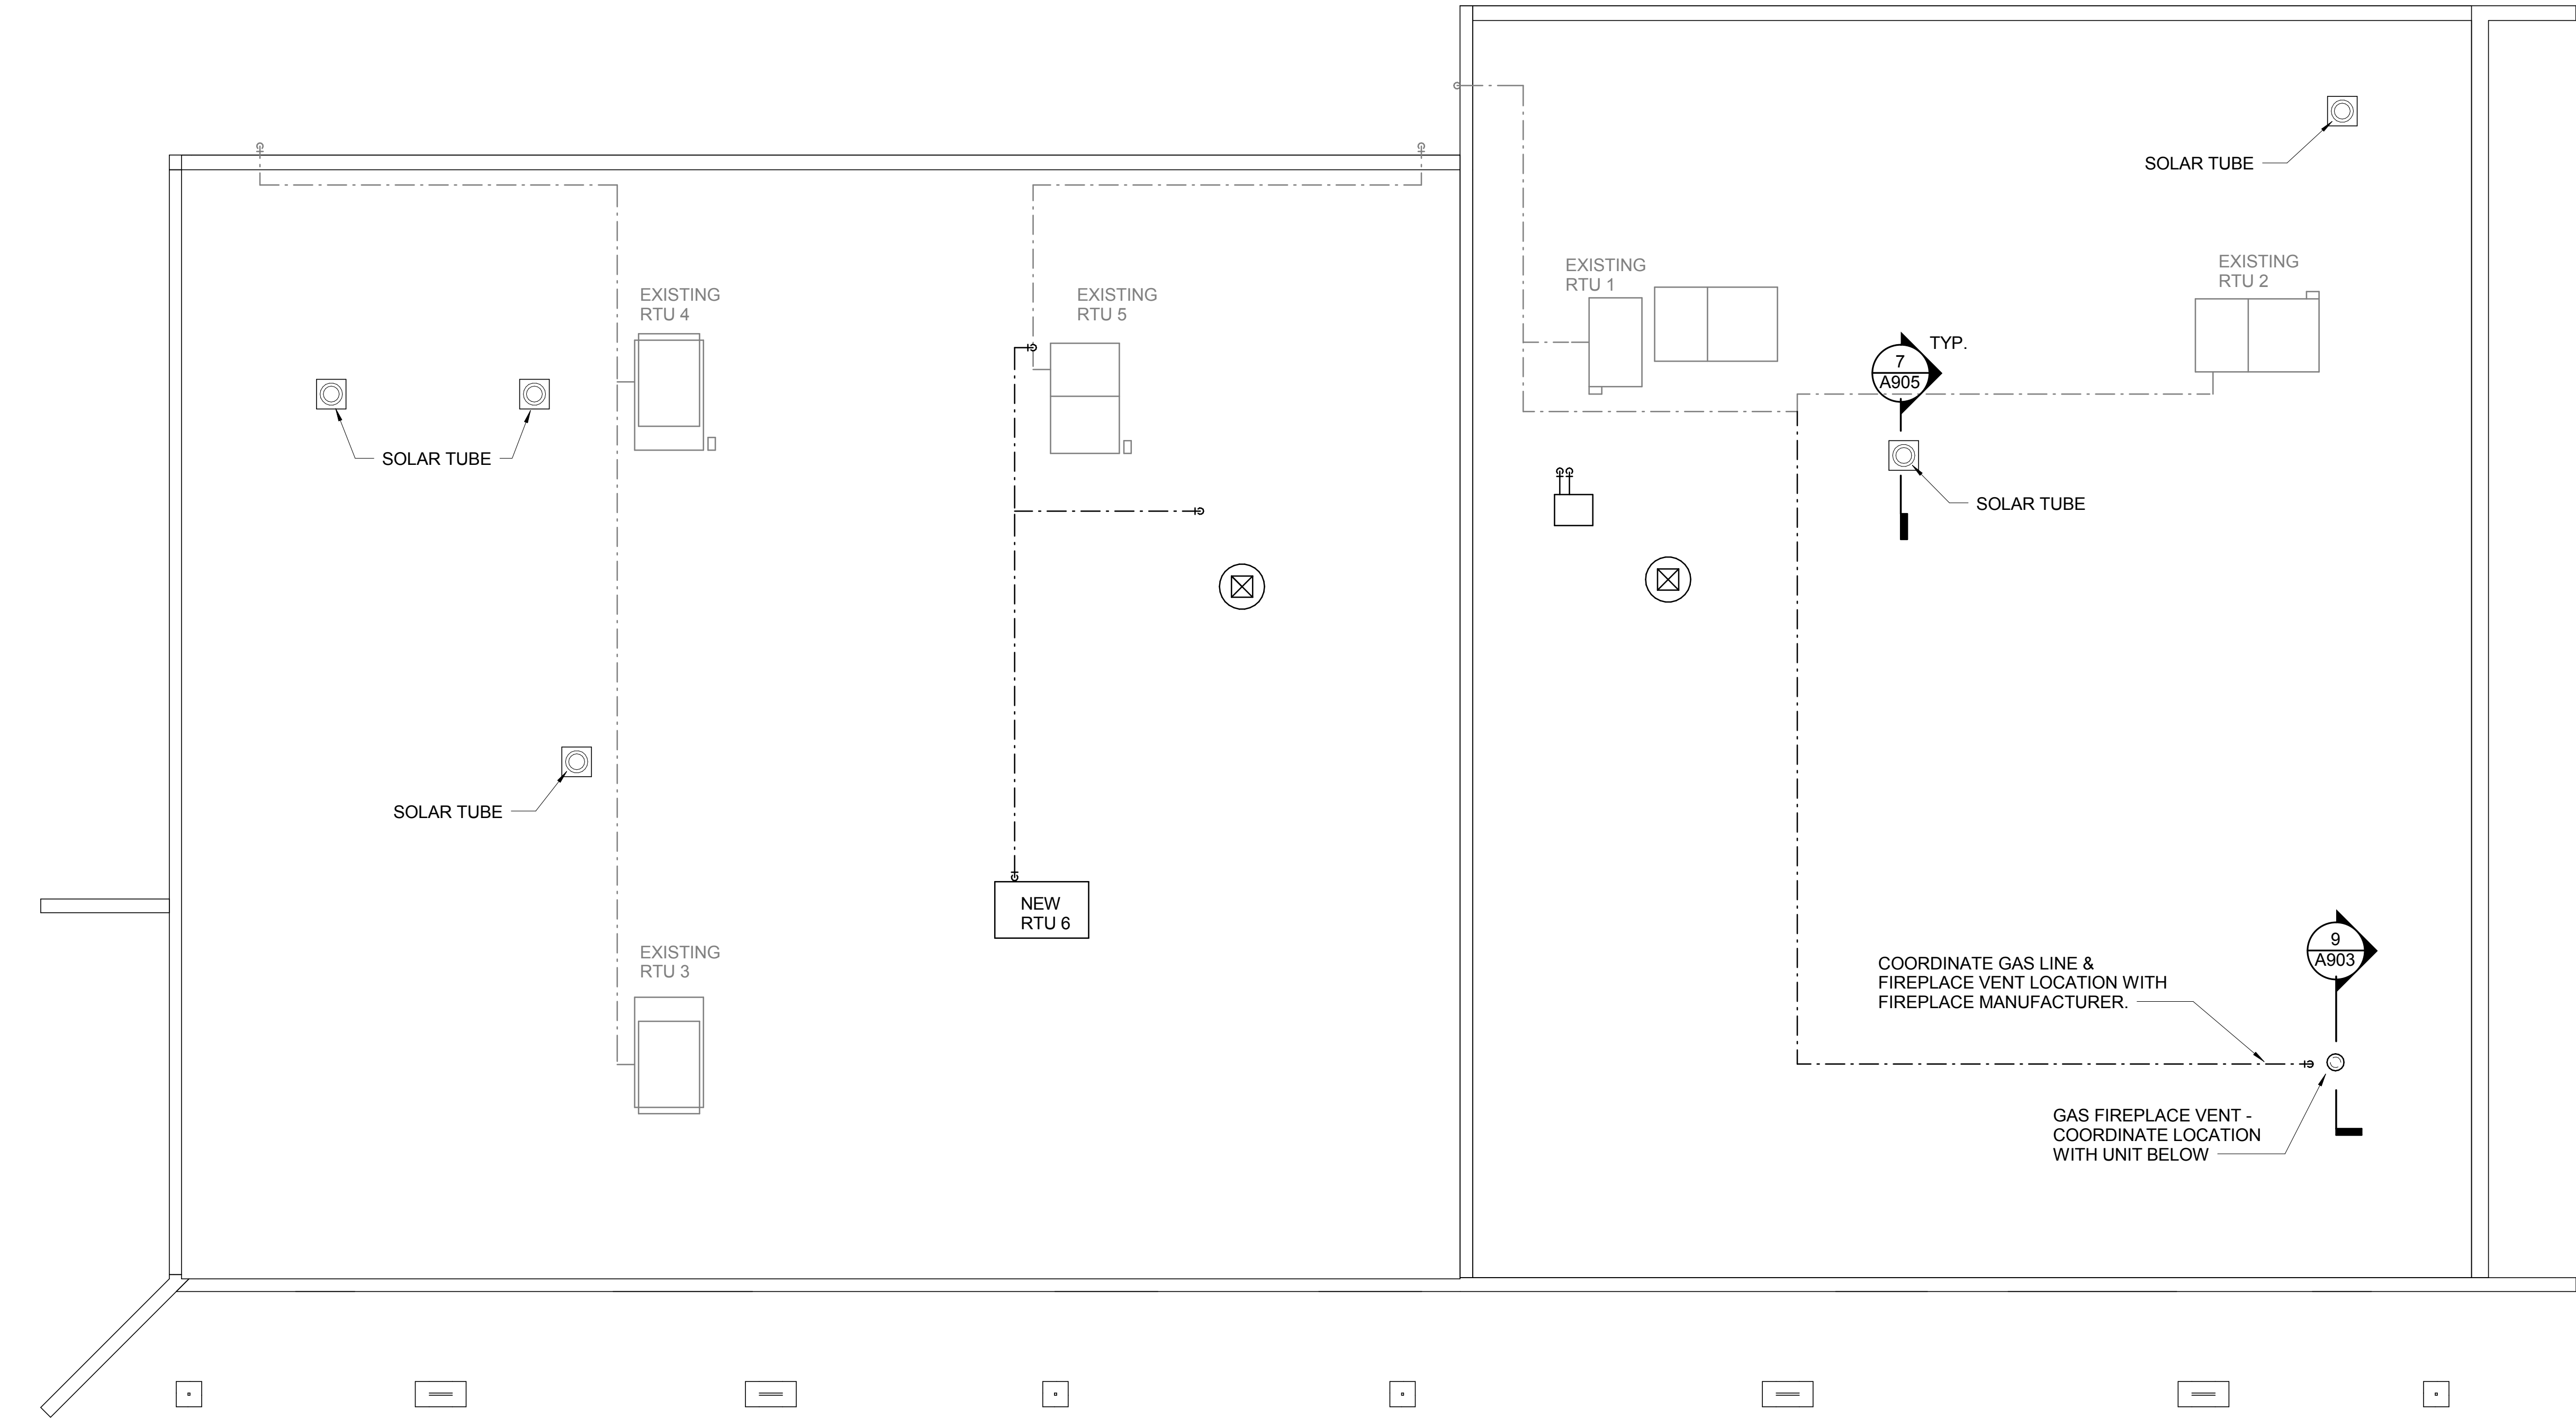 SOLAR TUBE
EXISTING
RTU 1
EXISTING
RTU 2
EXISTING
RTU 4
EXISTING
RTU 5
TYP.
7
A905
SOLAR TUBE
SOLAR TUBE
SOLAR TUBE
NEW
RTU 6
EXISTING
RTU 3
9
A903
COORDINATE GAS LINE &
FIREPLACE VENT LOCATION WITH
FIREPLACE MANUFACTURER.
GAS FIREPLACE VENT -
COORDINATE LOCATION
WITH UNIT BELOW